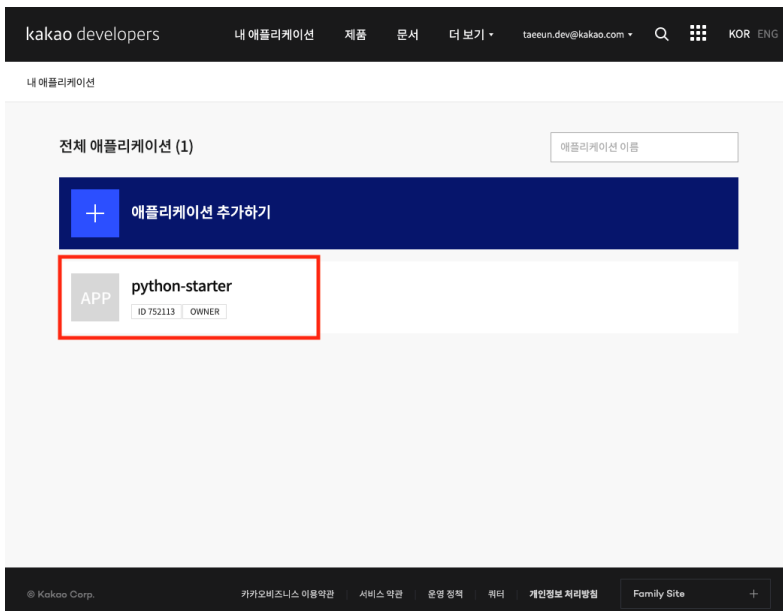 kakao developers 내 애플리케이션 제품 문서 더 보기 taeeun.dev@kakao.com KOR ENG
내 애플리케이션
전체 애플리케이션 (1) 애플리케이션 이름
애플리케이션 추가하기
APP python-starter
ID 752113 OWNER
© Kakao Corp. 카카오비즈니스 이용약관 서비스 약관 운영 정책 쿼터 개인정보 처리방침 Family Site